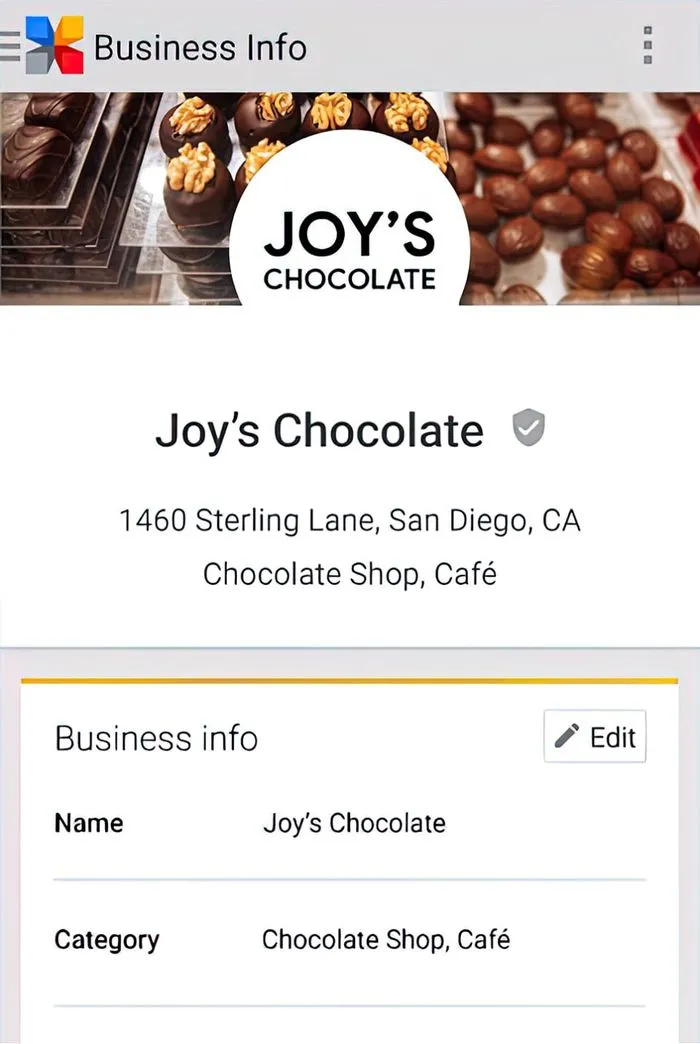 Business Info
JOY'S
CHOCOLATE
Joy’s Chocolate
1460 Sterling Lane, San Diego, CA
Chocolate Shop, Café
Business info
Edit
Name
Joy’s Chocolate
Category
Chocolate Shop, Café